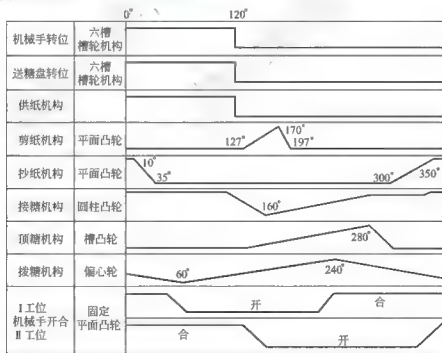 0° 120°
机械手转位 六槽
槽轮机构
送糖盘转位 六槽
槽轮机构
供纸机构
剪纸机构 平面凸轮 127° 170°
197°
抄纸机构 平面凸轮 10° 35° 300° 350°
接糖机构 圆柱凸轮 160°
顶糖机构 槽凸轮 280°
拨糖机构 偏心轮 60° 240°
Ⅰ工位
机械手开合
Ⅱ工位
固定
平面凸轮
开 合
合 开